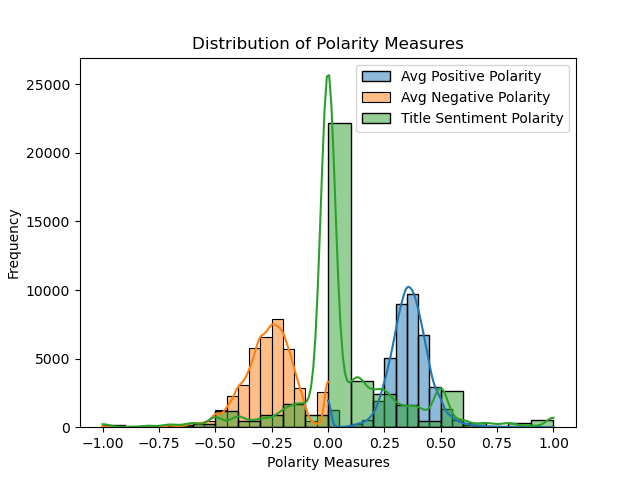 Distribution of Polarity Measures
Avg Positive Polarity
Avg Negative Polarity
Title Sentiment Polarity
25000
20000
15000
10000
5000
0
Frequency
−1.00 −0.75 −0.50 −0.25 0.00 0.25 0.50 0.75 1.00
Polarity Measures